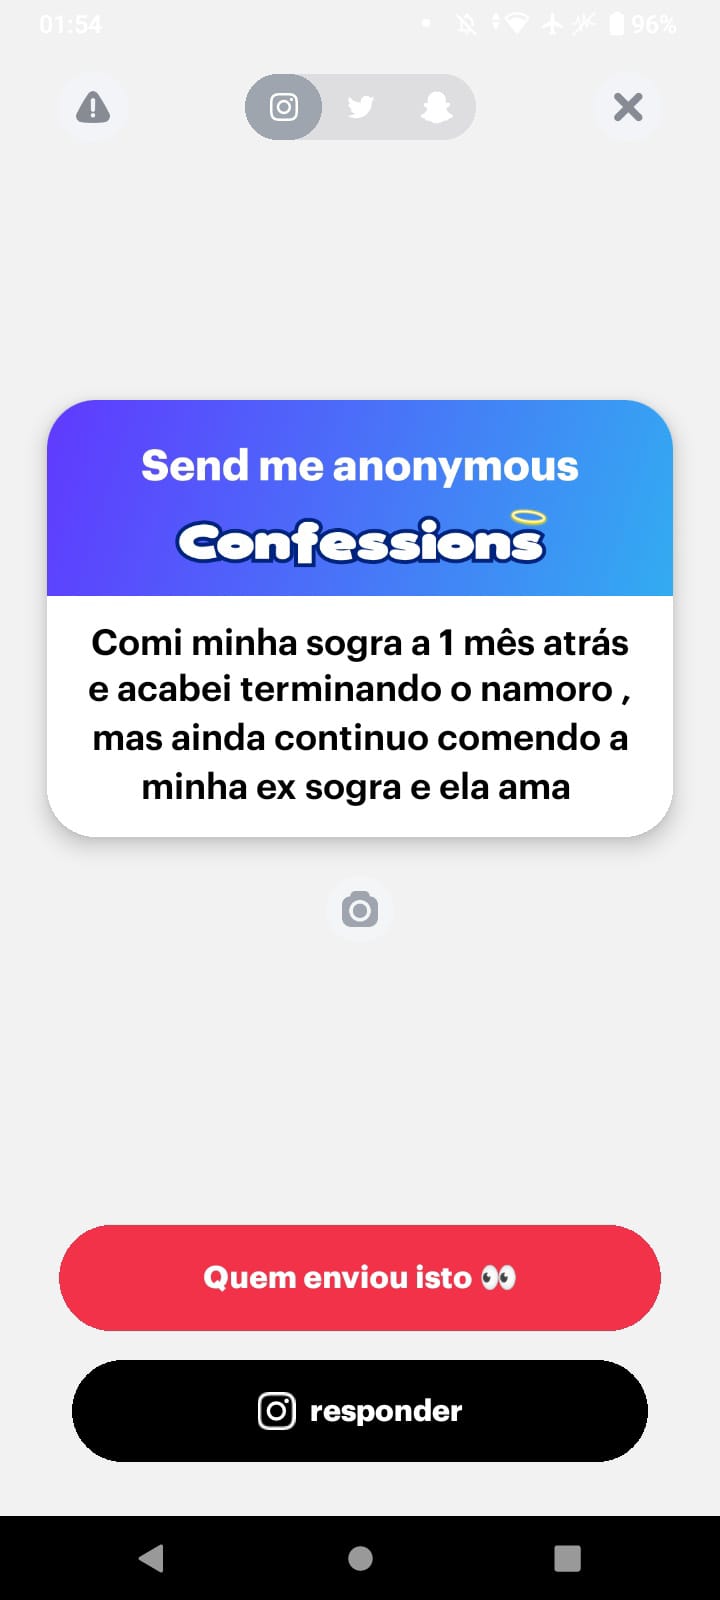 01:54
96%
Send me anonymous
Confessions
Comi minha sogra a 1 mês atrás
e acabei terminando o namoro ,
mas ainda continuo comendo a
minha ex sogra e ela ama
Quem enviou isto 👀
responder